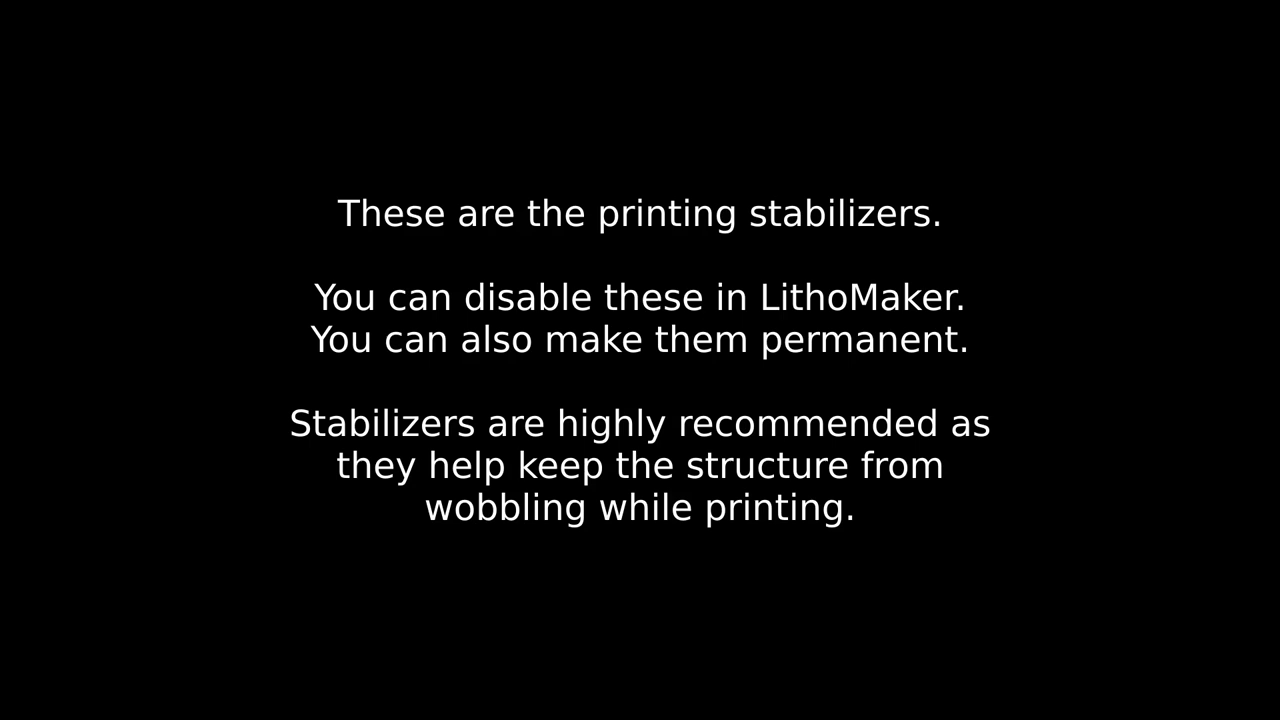 These are the printing stabilizers.
You can disable these in LithoMaker.
You can also make them permanent.
Stabilizers are highly recommended as
they help keep the structure from
wobbling while printing.